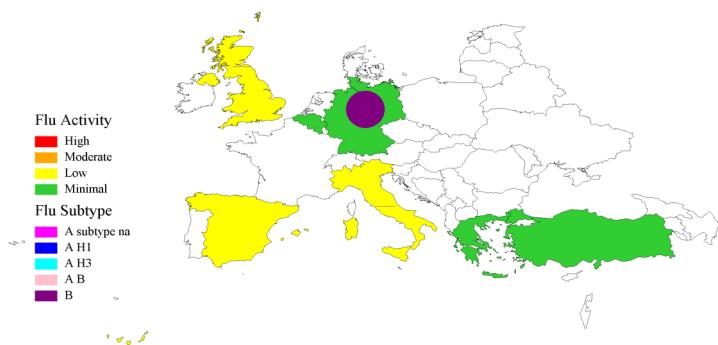 Flu Activity
High
Moderate
Low
Minimal
Flu Subtype
A subtype na
A H1
A H3
A B
B